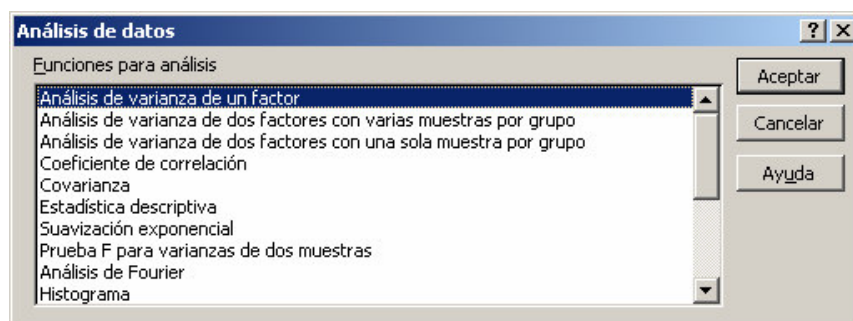 Análisis de datos
Funciones para análisis
Análisis de varianza de un factor
Análisis de varianza de dos factores con varias muestras por grupo
Análisis de varianza de dos factores con una sola muestra por grupo
Coeficiente de correlación
Covarianza
Estadística descriptiva
Suavización exponencial
Prueba F para varianzas de dos muestras
Análisis de Fourier
Histograma
Aceptar
Cancelar
Ayuda